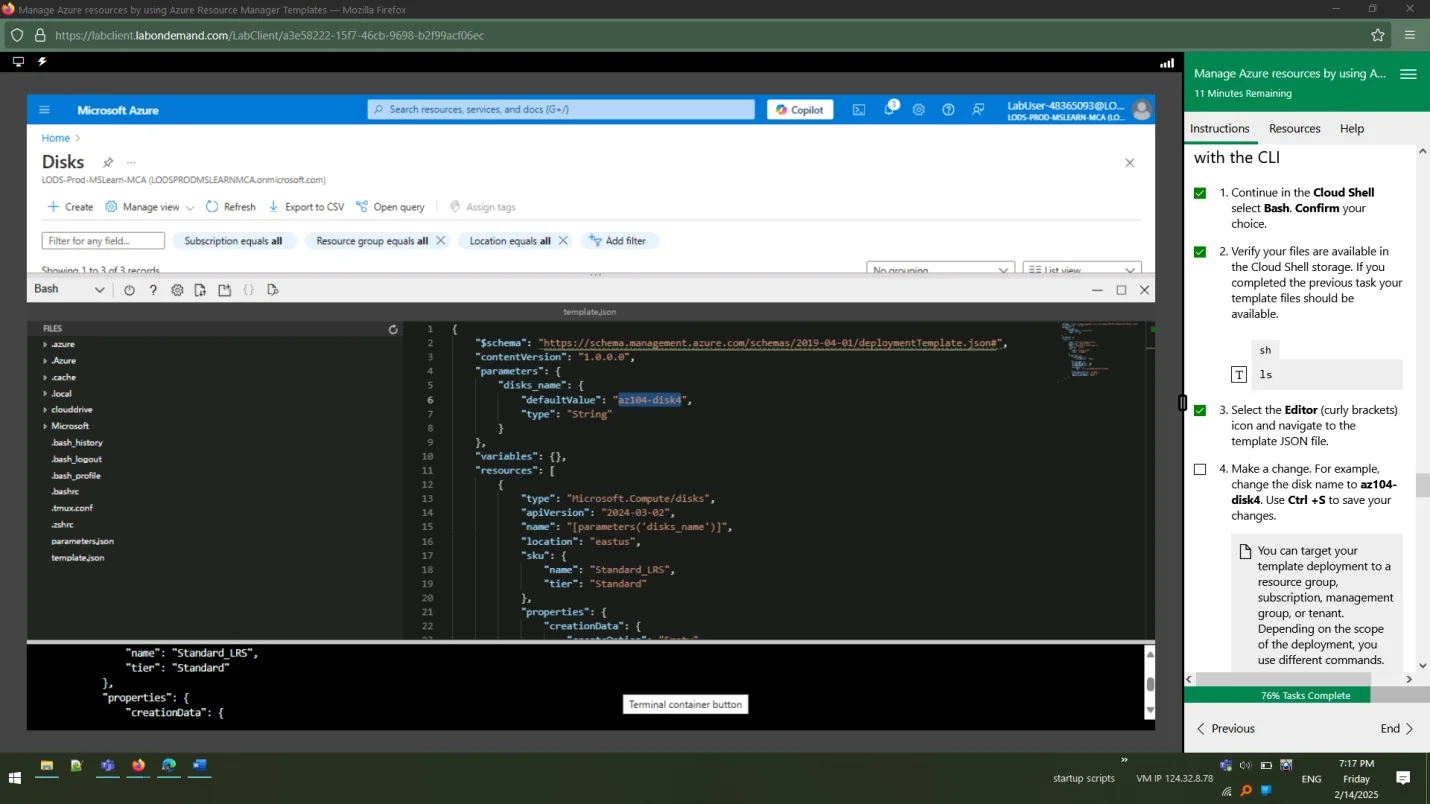 Manage Azure resources by using Azure Resource Manager Templates — Mozilla Firefox
https://labclient.labondemand.com/LabClient/a3e58222-15f7-46cb-9698-b2f99acf06ec
Microsoft Azure
Search resources, services, and docs (G+/)
Copilot
1
LabUser-48365093@LO...
LODS-PROD-MSLEARN-MCA (LO...
Home
Disks
LODS-Prod-MSLearn-MCA (LODSPRODMSLEARNMCA.onmicrosoft.com)
Create
Manage view
Refresh
Export to CSV
Open query
Assign tags
Filter for any field...
Subscription equals all
Resource group equals all
Location equals all
Add filter
Showing 1 to 3 of 3 records.
No grouping
List view
Bash
template.json
FILES
.azure
.Azure
.cache
.local
clouddrive
Microsoft
.bash_history
.bash_logout
.bash_profile
.bashrc
.tmux.conf
.zshrc
parameters.json
template.json
1 {
2 "$schema": "https://schema.management.azure.com/schemas/2019-04-01/deploymentTemplate.json#",
3 "contentVersion": "1.0.0.0",
4 "parameters": {
5 "disks_name": {
6 "defaultValue": "az104-disk4",
7 "type": "String"
8 }
9 },
10 "variables": {},
11 "resources": [
12 {
13 "type": "Microsoft.Compute/disks",
14 "apiVersion": "2024-03-02",
15 "name": "[parameters('disks_name')]",
16 "location": "eastus",
17 "sku": {
18 "name": "Standard_LRS",
19 "tier": "Standard"
20 },
21 "properties": {
22 "creationData": {
23 "createOption": "Empty"
"name": "Standard_LRS",
"tier": "Standard"
},
"properties": {
"creationData": {
Terminal container button
Manage Azure resources by using A...
11 Minutes Remaining
Instructions
Resources
Help
with the CLI
1. Continue in the Cloud Shell
select Bash. Confirm your
choice.
2. Verify your files are available in
the Cloud Shell storage. If you
completed the previous task your
template files should be
available.
sh
T
ls
3. Select the Editor (curly brackets)
icon and navigate to the
template JSON file.
4. Make a change. For example,
change the disk name to az104-
disk4. Use Ctrl +S to save your
changes.
You can target your
template deployment to a
resource group,
subscription, management
group, or tenant.
Depending on the scope
of the deployment, you
use different commands.
76% Tasks Complete
Previous
End
startup scripts
»
VM IP 124.32.8.78
ENG
7:17 PM
Friday
2/14/2025